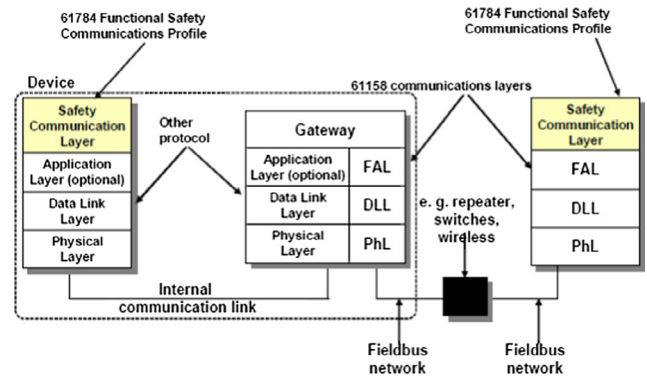 61784 Functional Safety
Communications Profile
61784 Functional Safety
Communications Profile
Device
61158 communications layers
Safety
Communication
Layer
Application
Layer (optional)
Data Link
Layer
Physical
Layer
Other
protocol
Gateway
Application
Layer (optional)
FAL
Data Link
Layer
DLL
Physical
Layer
PhL
e. g. repeater,
switches,
wireless
Safety
Communication
Layer
FAL
DLL
PhL
Internal
communication link
Fieldbus
network
Fieldbus
network